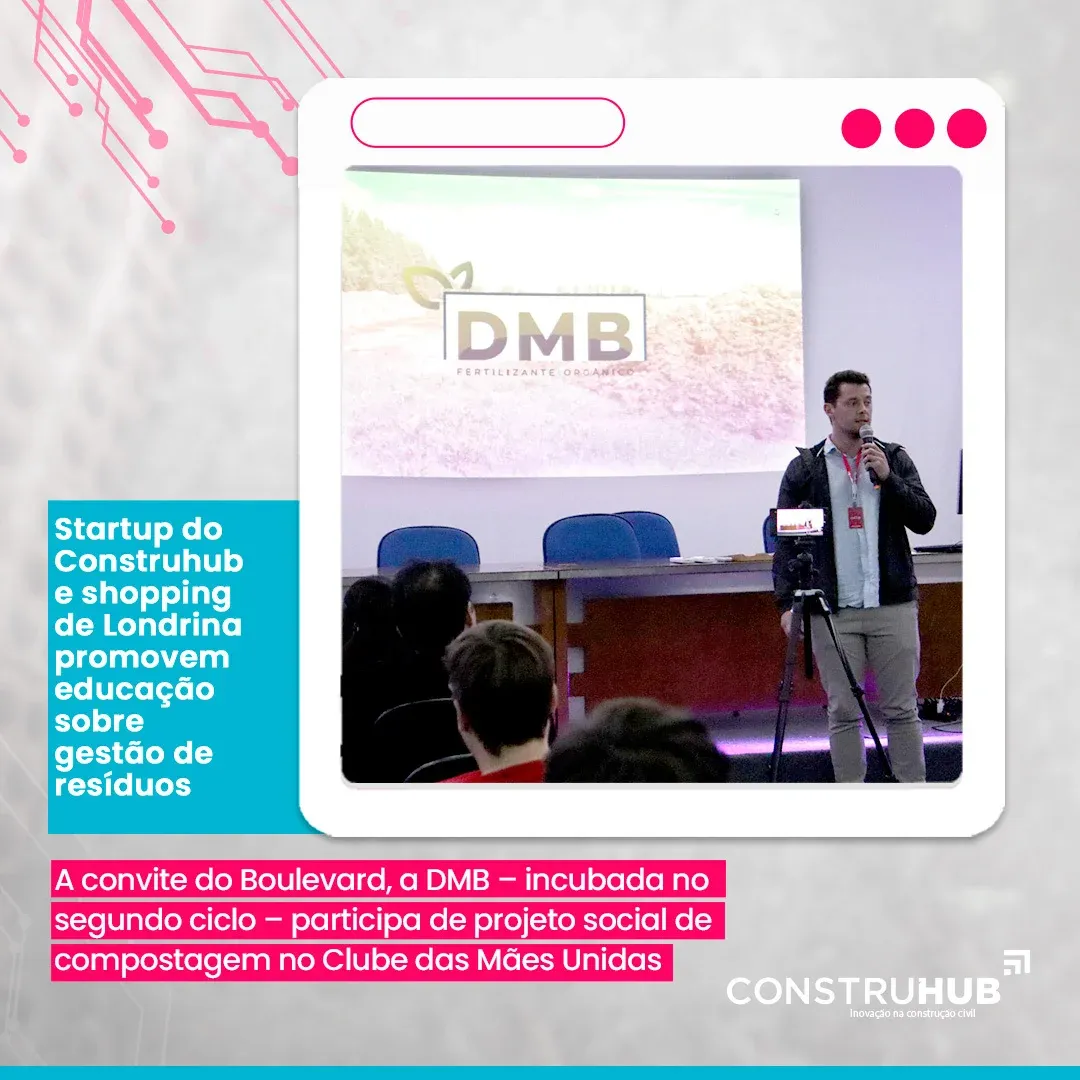 DMB
FERTILIZANTE ORGÂNICO
Startup do
Construhub
e shopping
de Londrina
promovem
educação
sobre
gestão de
resíduos
A convite do Boulevard, a DMB – incubada no
segundo ciclo – participa de projeto social de
compostagem no Clube das Mães Unidas
CONSTRUHUB
Inovação na construção civil